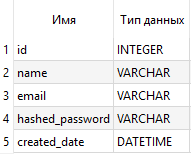 Имя Тип данных
1 id INTEGER
2 name VARCHAR
3 email VARCHAR
4 hashed_password VARCHAR
5 created_date DATETIME